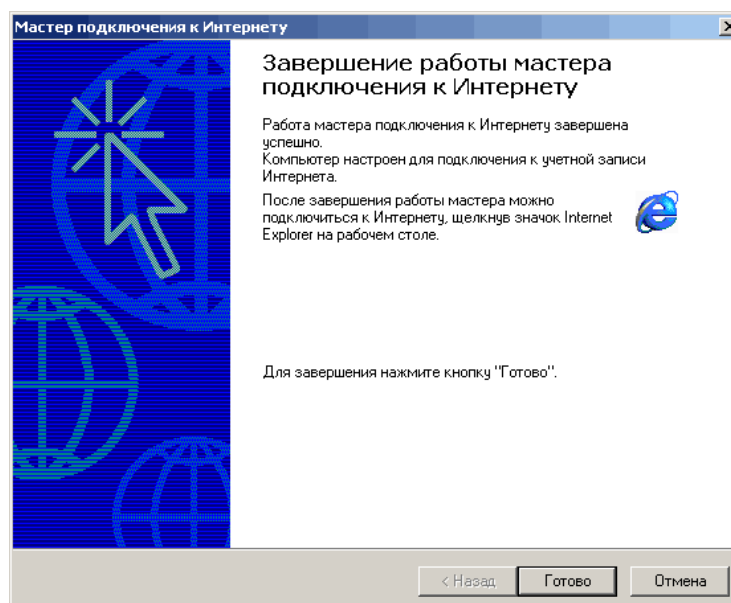 Мастер подключения к Интернету
Завершение работы мастера
подключения к Интернету
Работа мастера подключения к Интернету завершена
успешно.
Компьютер настроен для подключения к учетной записи
Интернета.
После завершения работы мастера можно
подключиться к Интернету, щелкнув значок Internet
Explorer на рабочем столе.
Для завершения нажмите кнопку "Готово".
< Назад
Готово
Отмена